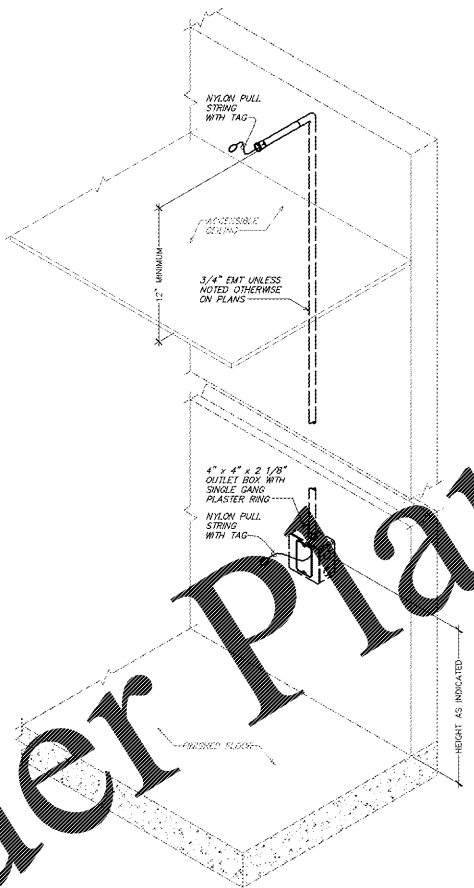 NYLON PULL
STRING
WITH TAG
ACCESSIBLE
CEILING
12" MINIMUM
3/4" EMT UNLESS
NOTED OTHERWISE
ON PLANS
4" x 4" x 2 1/8"
OUTLET BOX WITH
SINGLE GANG
PLASTER RING
NYLON PULL
STRING
WITH TAG
HEIGHT AS INDICATED
FINISHED FLOOR